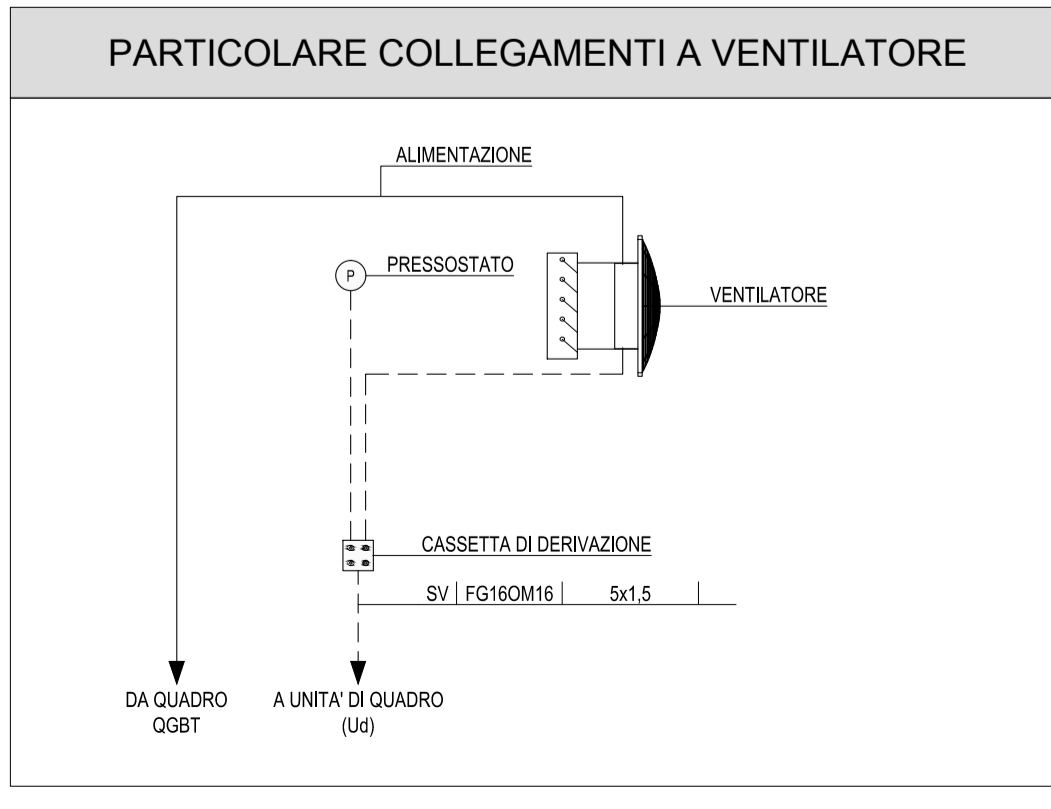 PARTICOLARE COLLEGAMENTI A VENTILATORE
ALIMENTAZIONE
P
PRESSOSTATO
VENTILATORE
CASSETTA DI DERIVAZIONE
SV FG16OM16 5x1,5
DA QUADRO
QGBT
A UNITA' DI QUADRO
(Ud)